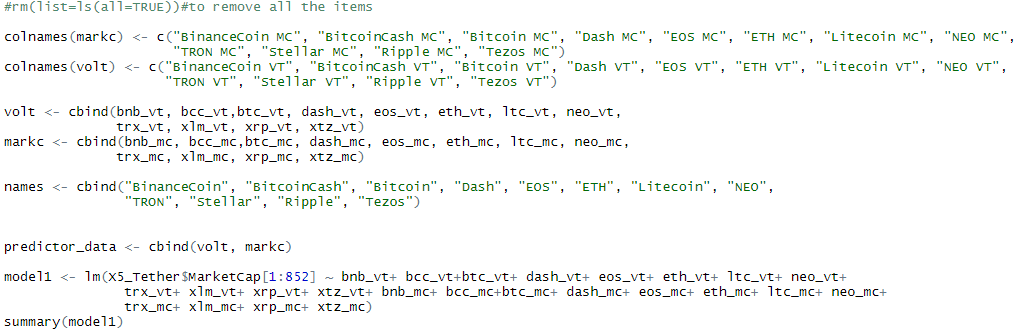 #rm(list=ls(all=TRUE))#to remove all the items
colnames(markc) <- c("BinanceCoin MC", "BitcoinCash MC", "Bitcoin MC", "Dash MC", "EOS MC", "ETH MC", "Litecoin MC", "NEO MC",
"TRON MC", "Stellar MC", "Ripple MC", "Tezos MC")
colnames(volt) <- c("BinanceCoin VT", "BitcoinCash VT", "Bitcoin VT", "Dash VT", "EOS VT", "ETH VT", "Litecoin VT", "NEO VT",
"TRON VT", "Stellar VT", "Ripple VT", "Tezos VT")
volt <- cbind(bnb_vt, bcc_vt,btc_vt, dash_vt, eos_vt, eth_vt, ltc_vt, neo_vt,
trx_vt, xlm_vt, xrp_vt, xtz_vt)
markc <- cbind(bnb_mc, bcc_mc,btc_mc, dash_mc, eos_mc, eth_mc, ltc_mc, neo_mc,
trx_mc, xlm_mc, xrp_mc, xtz_mc)
names <- cbind("BinanceCoin", "BitcoinCash", "Bitcoin", "Dash", "EOS", "ETH", "Litecoin", "NEO",
"TRON", "Stellar", "Ripple", "Tezos")
predictor_data <- cbind(volt, markc)
model1 <- lm(X5_Tether$MarketCap[1:852] ~ bnb_vt+ bcc_vt+btc_vt+ dash_vt+ eos_vt+ eth_vt+ ltc_vt+ neo_vt+
trx_vt+ xlm_vt+ xrp_vt+ xtz_vt+ bnb_mc+ bcc_mc+btc_mc+ dash_mc+ eos_mc+ eth_mc+ ltc_mc+ neo_mc+
trx_mc+ xlm_mc+ xrp_mc+ xtz_mc)
summary(model1)